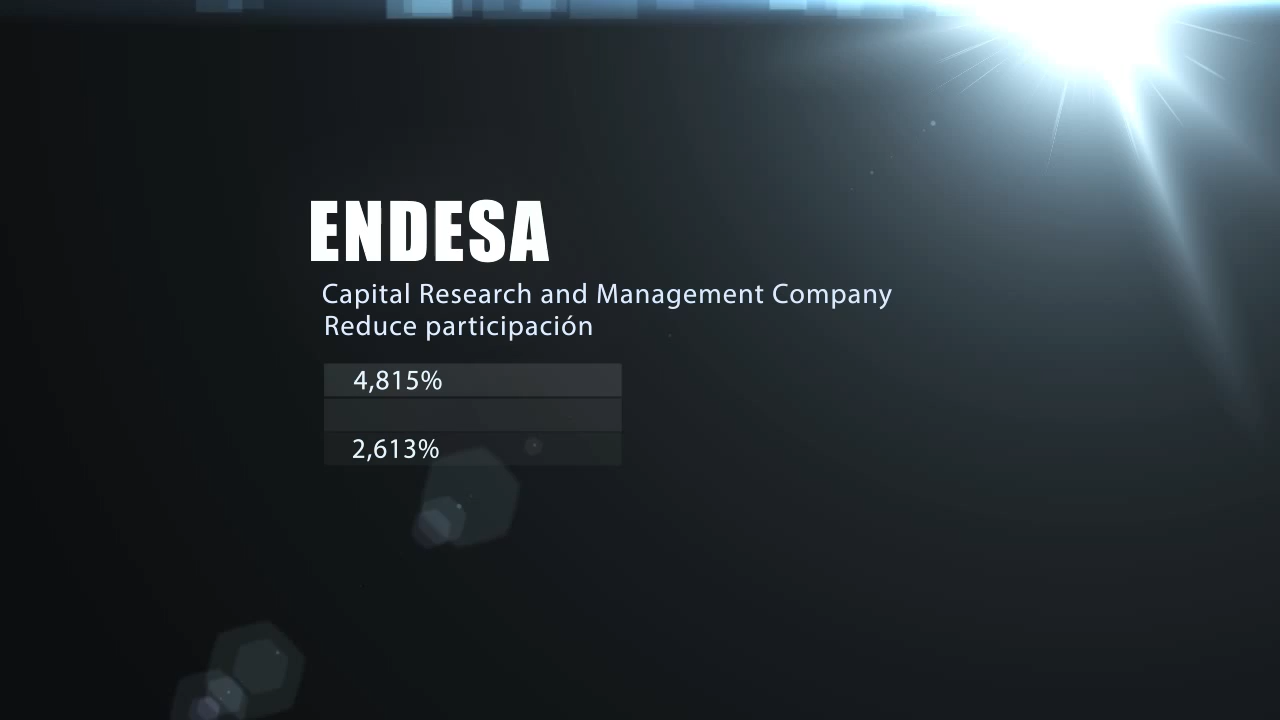 ENDESA
Capital Research and Management Company
Reduce participación
4,815%
2,613%